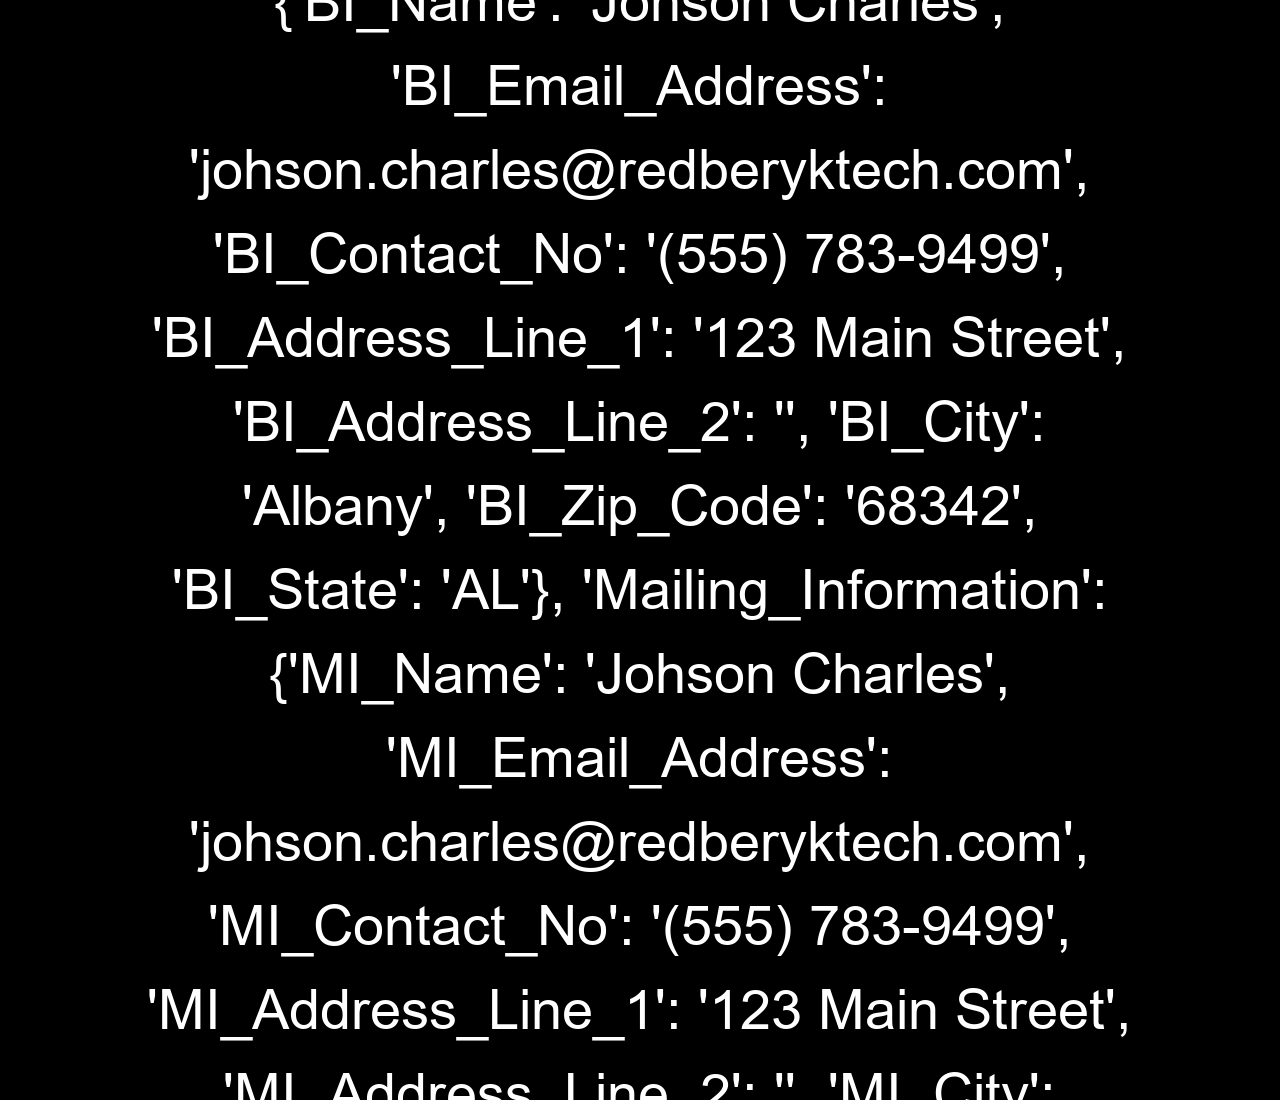 {'BI_Name': 'Johson Charles',
'BI_Email_Address':
'johson.charles@redberyktech.com',
'BI_Contact_No': '(555) 783-9499',
'BI_Address_Line_1': '123 Main Street',
'BI_Address_Line_2': '', 'BI_City':
'Albany', 'BI_Zip_Code': '68342',
'BI_State': 'AL'}, 'Mailing_Information':
{'MI_Name': 'Johson Charles',
'MI_Email_Address':
'johson.charles@redberyktech.com',
'MI_Contact_No': '(555) 783-9499',
'MI_Address_Line_1': '123 Main Street',
'MI_Address_Line_2': '', 'MI_City':